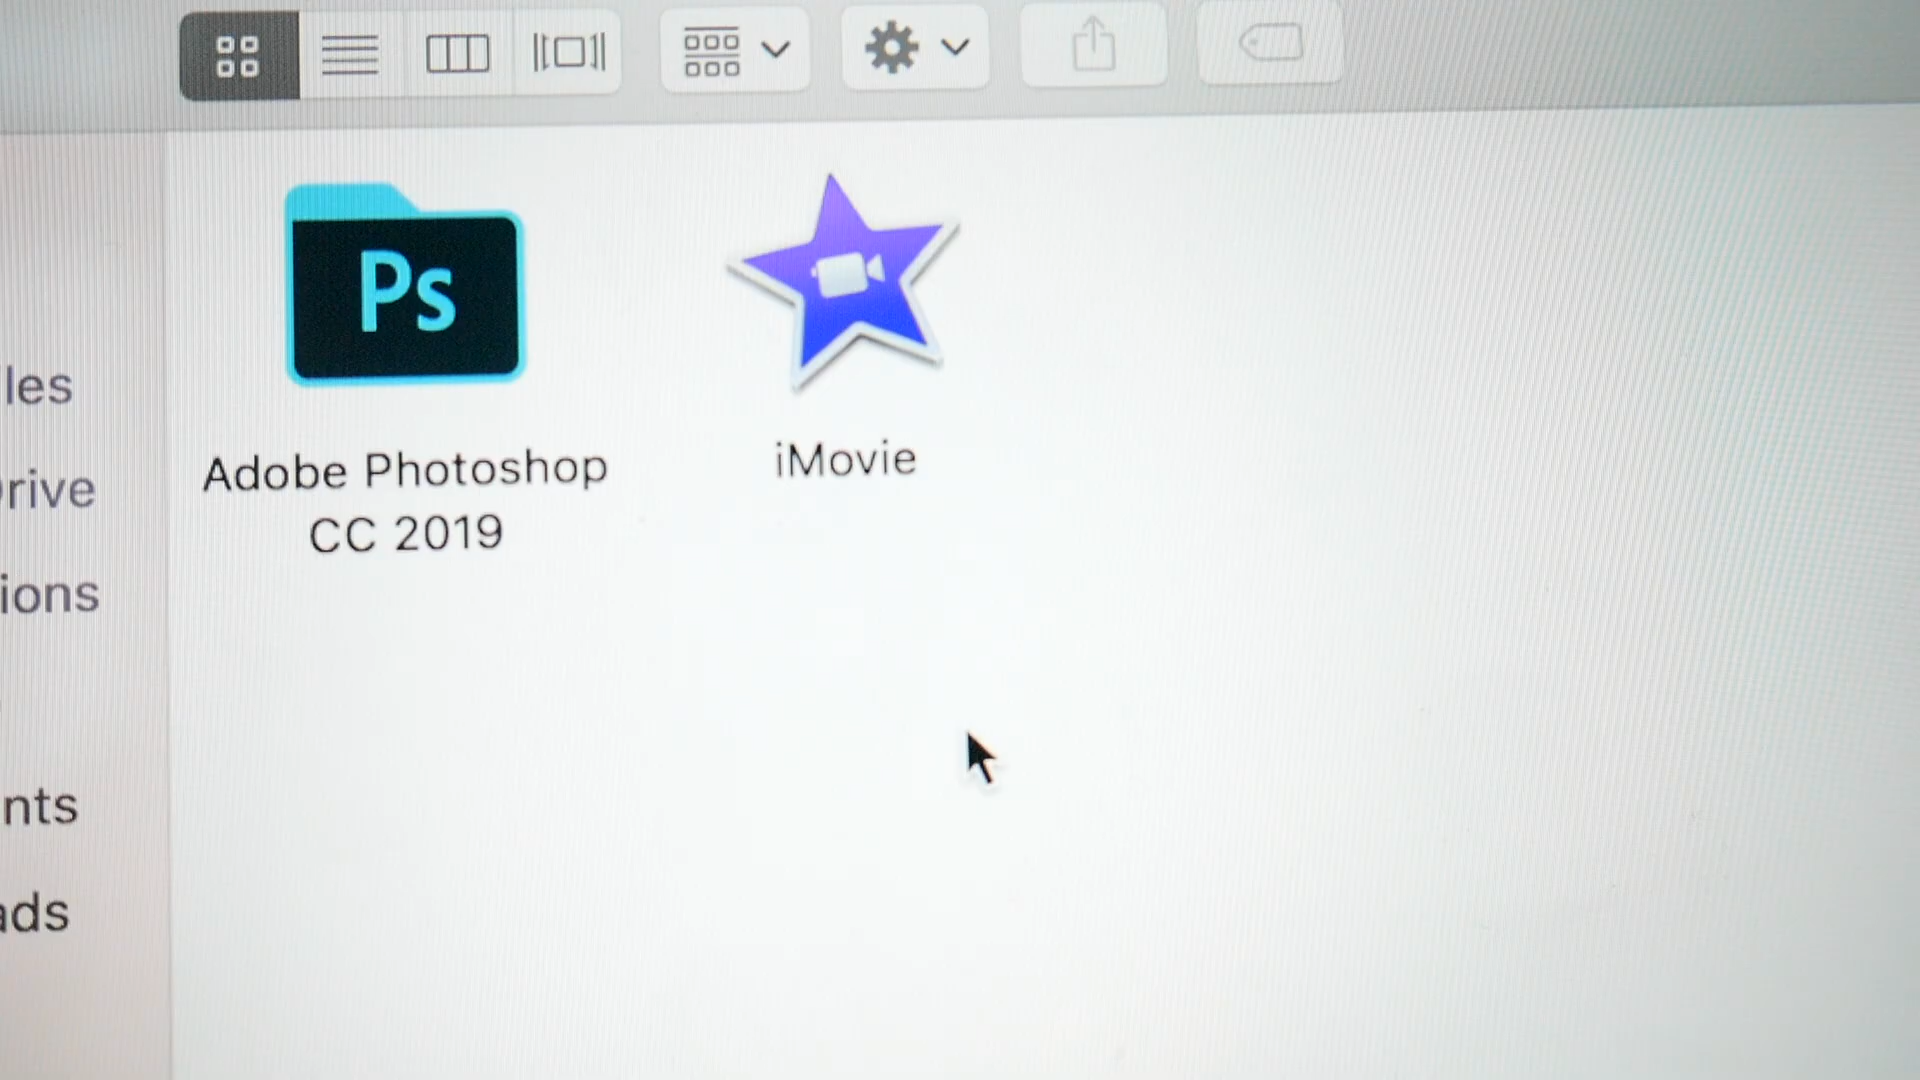 Ps
Adobe Photoshop
CC 2019
iMovie
les
rive
ions
nts
ads